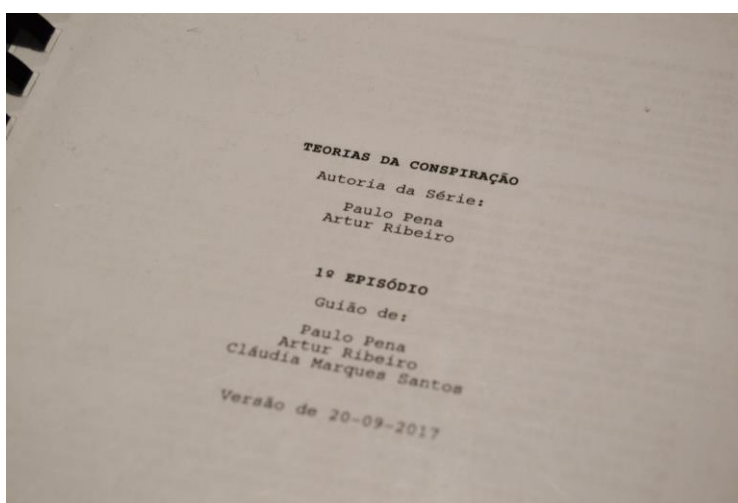 TEORIAS DA CONSPIRAÇÃO
Autoria da Série:
Paulo Pena
Artur Ribeiro
1º EPISÓDIO
Guião de:
Paulo Pena
Artur Ribeiro
Cláudia Marques Santos
Versão de 20-09-2017